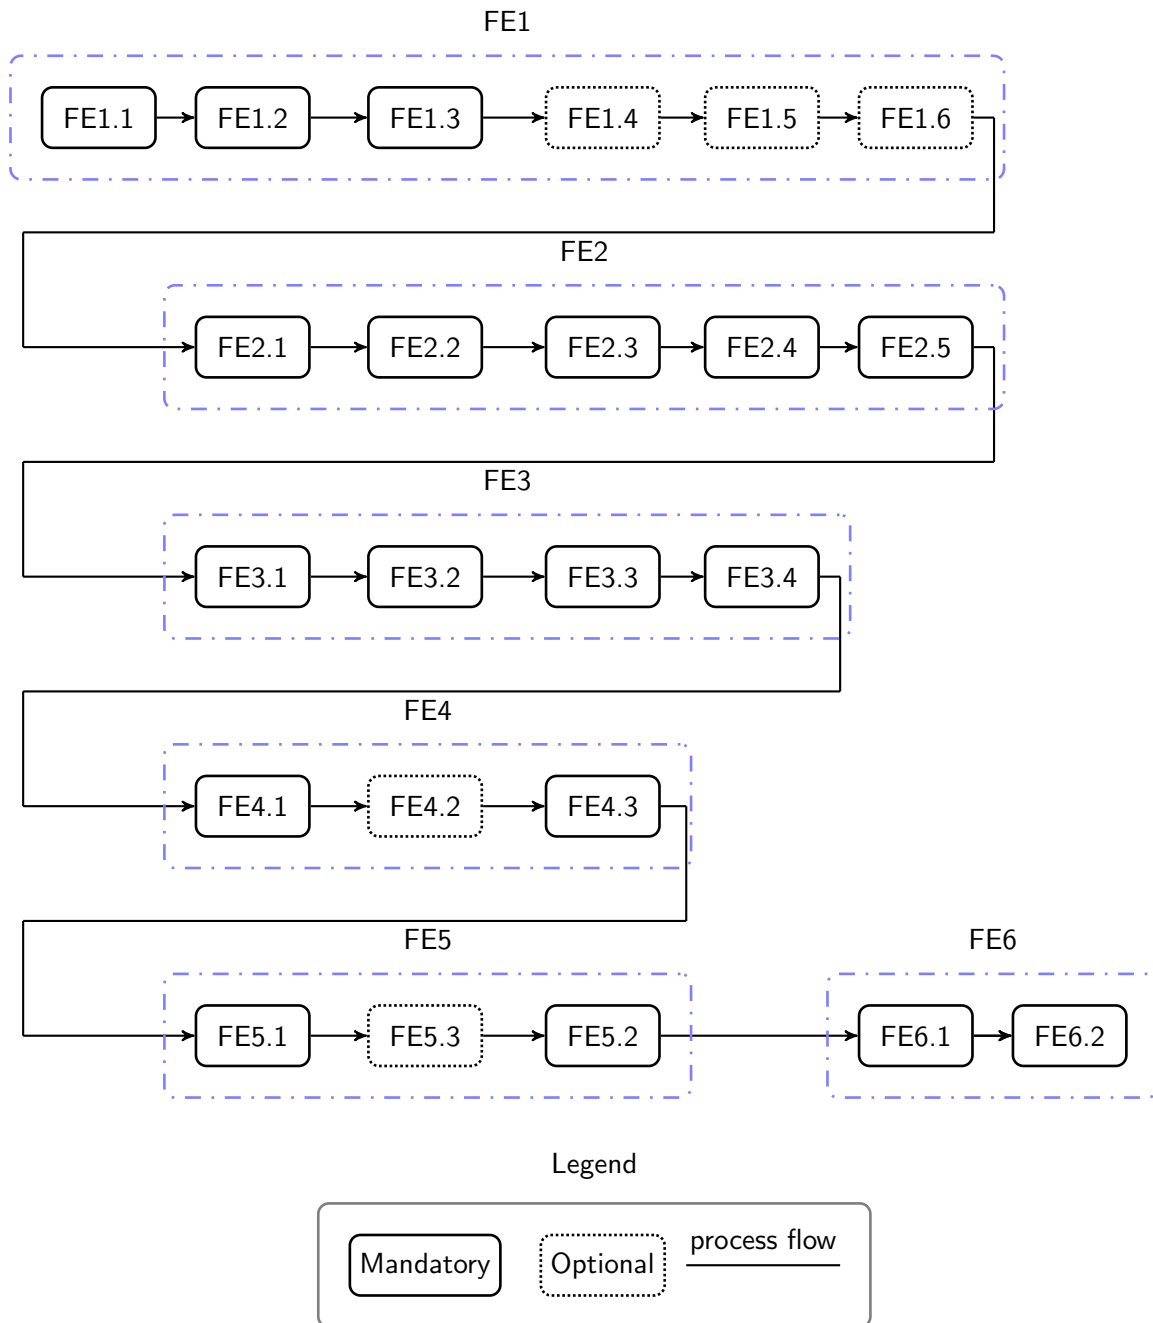 FE1
FE1.1 FE1.2 FE1.3 FE1.4 FE1.5 FE1.6
FE2
FE2.1 FE2.2 FE2.3 FE2.4 FE2.5
FE3
FE3.1 FE3.2 FE3.3 FE3.4
FE4
FE4.1 FE4.2 FE4.3
FE5 FE6
FE5.1 FE5.3 FE5.2 FE6.1 FE6.2
Legend
Mandatory Optional process flow